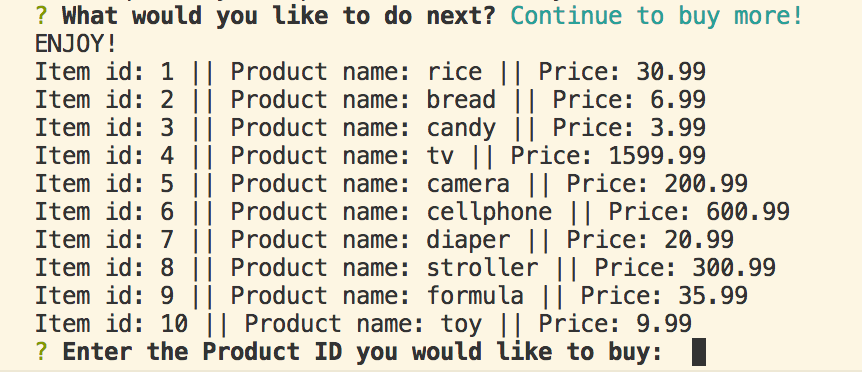 ? What would you like to do next? Continue to buy more!
ENJOY!
Item id: 1 || Product name: rice || Price: 30.99
Item id: 2 || Product name: bread || Price: 6.99
Item id: 3 || Product name: candy || Price: 3.99
Item id: 4 || Product name: tv || Price: 1599.99
Item id: 5 || Product name: camera || Price: 200.99
Item id: 6 || Product name: cellphone || Price: 600.99
Item id: 7 || Product name: diaper || Price: 20.99
Item id: 8 || Product name: stroller || Price: 300.99
Item id: 9 || Product name: formula || Price: 35.99
Item id: 10 || Product name: toy || Price: 9.99
? Enter the Product ID you would like to buy: